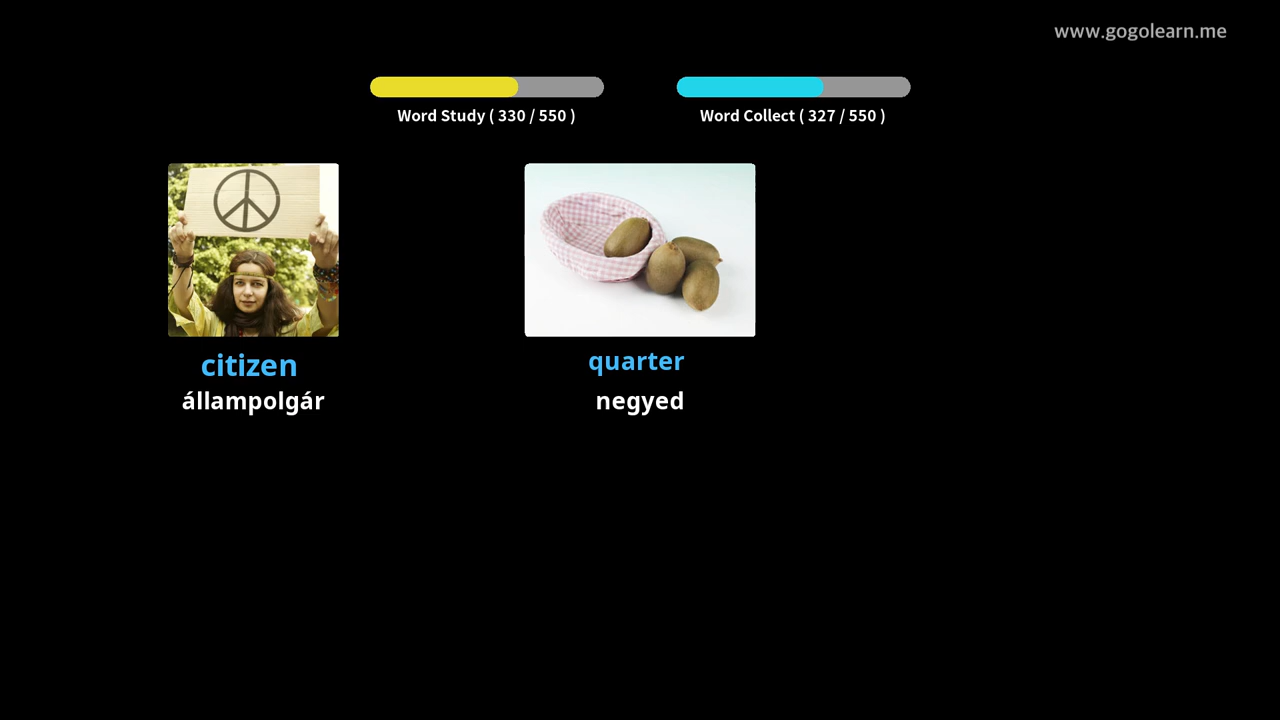 www.gogolearn.me
Word Study ( 330 / 550 )
Word Collect ( 327 / 550 )
citizen
állampolgár
quarter
negyed